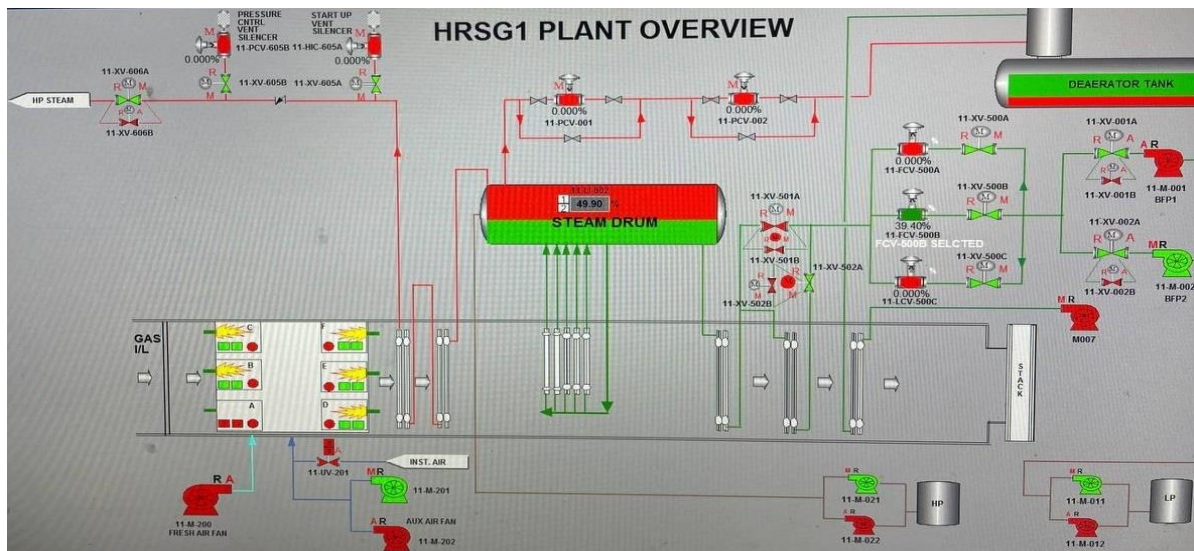 HRSG1 PLANT OVERVIEW
PRESSURE
CNTRL
VENT
SILENCER
START UP
VENT
SILENCER
M
M
11-PCV-605B
11-HIC-605A
0.000%
0.000%
R
R
M
M
11-XV-605B
11-XV-605A
M
M
11-XV-606A
R M M
HP STEAM
R M A
11-XV-606B
M
0.000%
11-PCV-001
M
0.000%
11-PCV-002
DEAERATOR TANK
49.90 %
STEAM DRUM
0.000%
11-FCV-500A
11-XV-500A
R M M
39.40%
11-FCV-500B
FCV-500B SELCTED
11-XV-500B
R M M
0.000%
11-LCV-500C
11-XV-500C
R M M
11-XV-001A
R M A
R M A
11-XV-001B
A R
11-M-001
BFP1
11-XV-002A
R M A
R M A
11-XV-002B
M R
11-M-002
BFP2
11-XV-501A
R M M
11-XV-501B
11-XV-502A
11-XV-502B
M R
M007
GAS
I/L
C
F
B
E
A
D
STACK
INST. AIR
11-UV-201
R A
11-M-200
FRESH AIR FAN
M R
11-M-201
A R
AUX AIR FAN
11-M-202
M R
11-M-021
A R
11-M-022
HP
M R
11-M-011
A R
11-M-012
LP